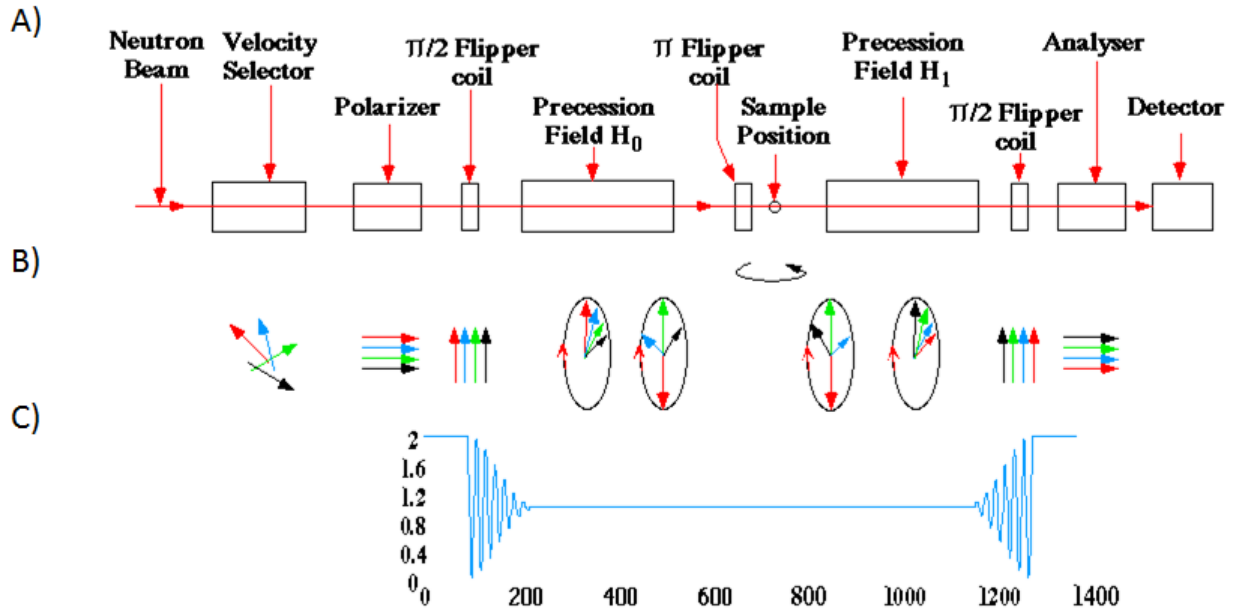 A)
Neutron
Beam
Velocity
Selector
Polarizer
π/2 Flipper
coil
Precession
Field H0
π Flipper
coil
Sample
Position
Precession
Field H1
π/2 Flipper
coil
Analyser
Detector
B)
C)
2
1.6
1.2
0.8
0.4
0
0 200 400 600 800 1000 1200 1400